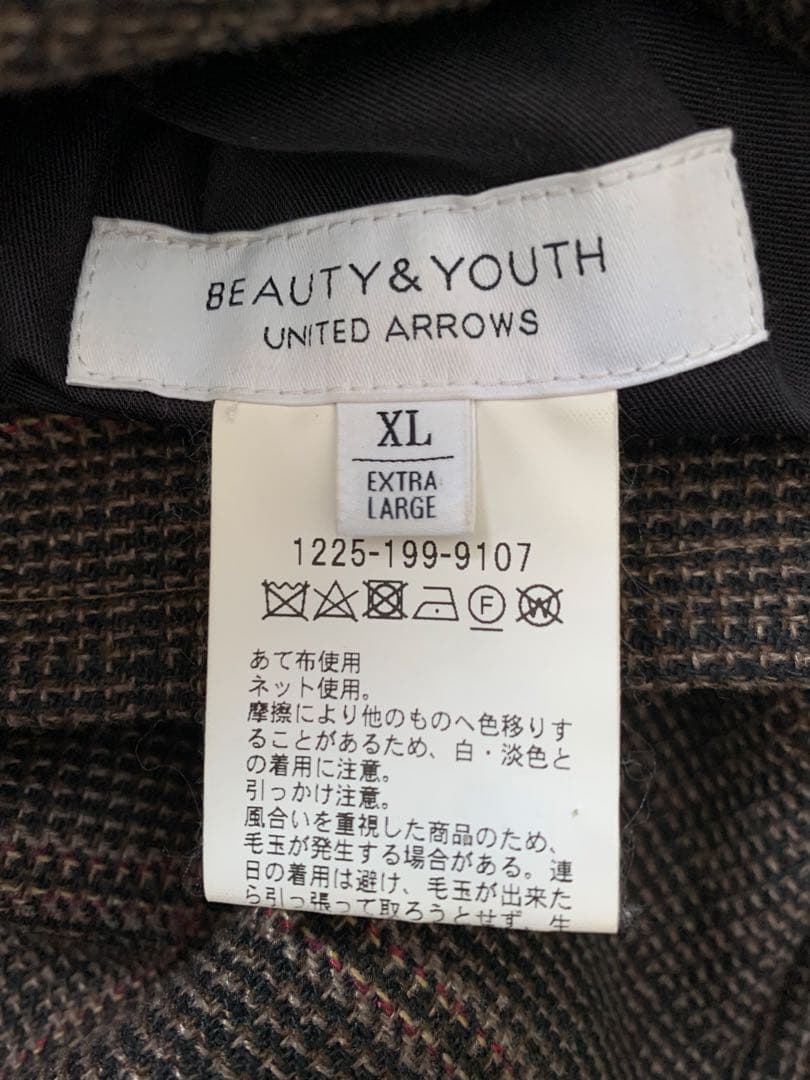 BEAUTY&YOUTH
UNITED ARROWS
XL
EXTRA
LARGE
1225-199-9107
F
W
あて布使用
ネット使用。
摩擦により他のものへ色移りす
ることがあるため、白・淡色と
の着用に注意。
引っかけ注意。
風合いを重視した商品のため、
毛玉が発生する場合がある。連
日の着用は避け、毛玉が出来た
ら引っ張って取ろうとせず、生